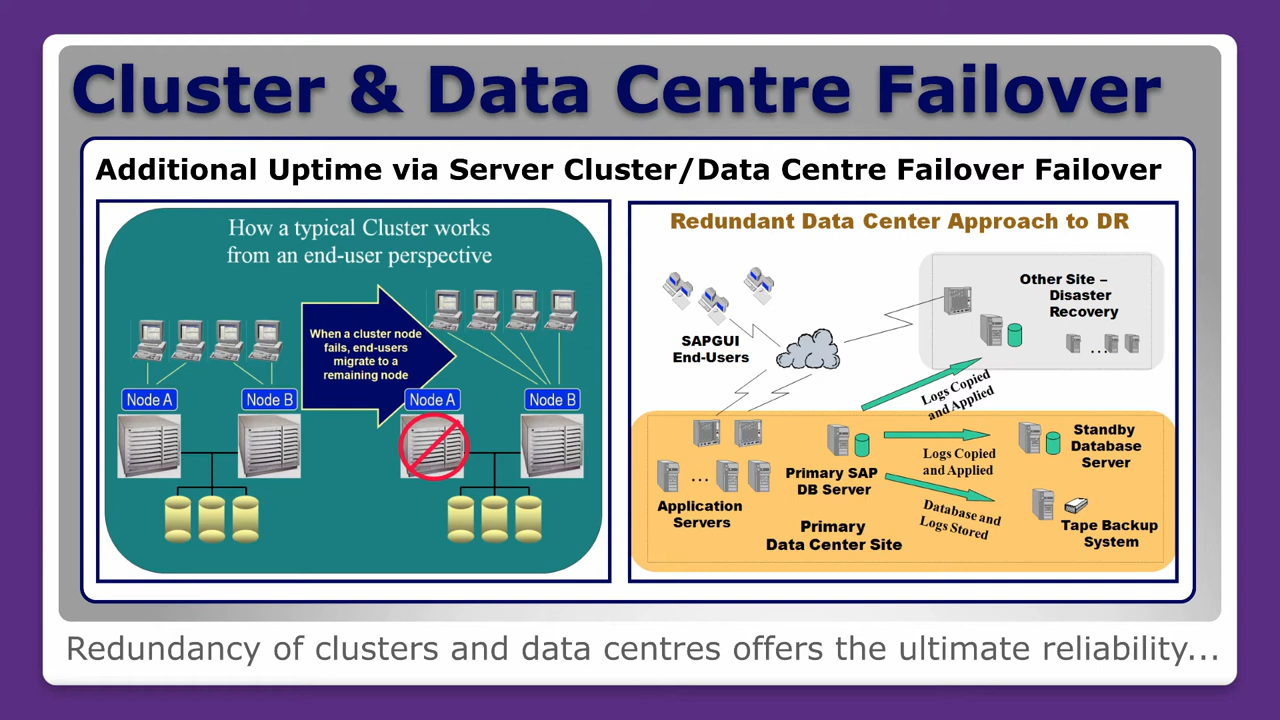 Cluster & Data Centre Failover
Additional Uptime via Server Cluster/Data Centre Failover Failover
How a typical Cluster works
from an end-user perspective
When a cluster node
fails, end-users
migrate to a
remaining node
Node A
Node B
Node A
Node B
Redundant Data Center Approach to DR
SAPGUI
End-Users
Other Site –
Disaster
Recovery
...
Logs Copied
and Applied
Logs Copied
and Applied
Database and
Logs Stored
...
Application
Servers
Primary SAP
DB Server
Primary
Data Center Site
Standby
Database
Server
Tape Backup
System
Redundancy of clusters and data centres offers the ultimate reliability...